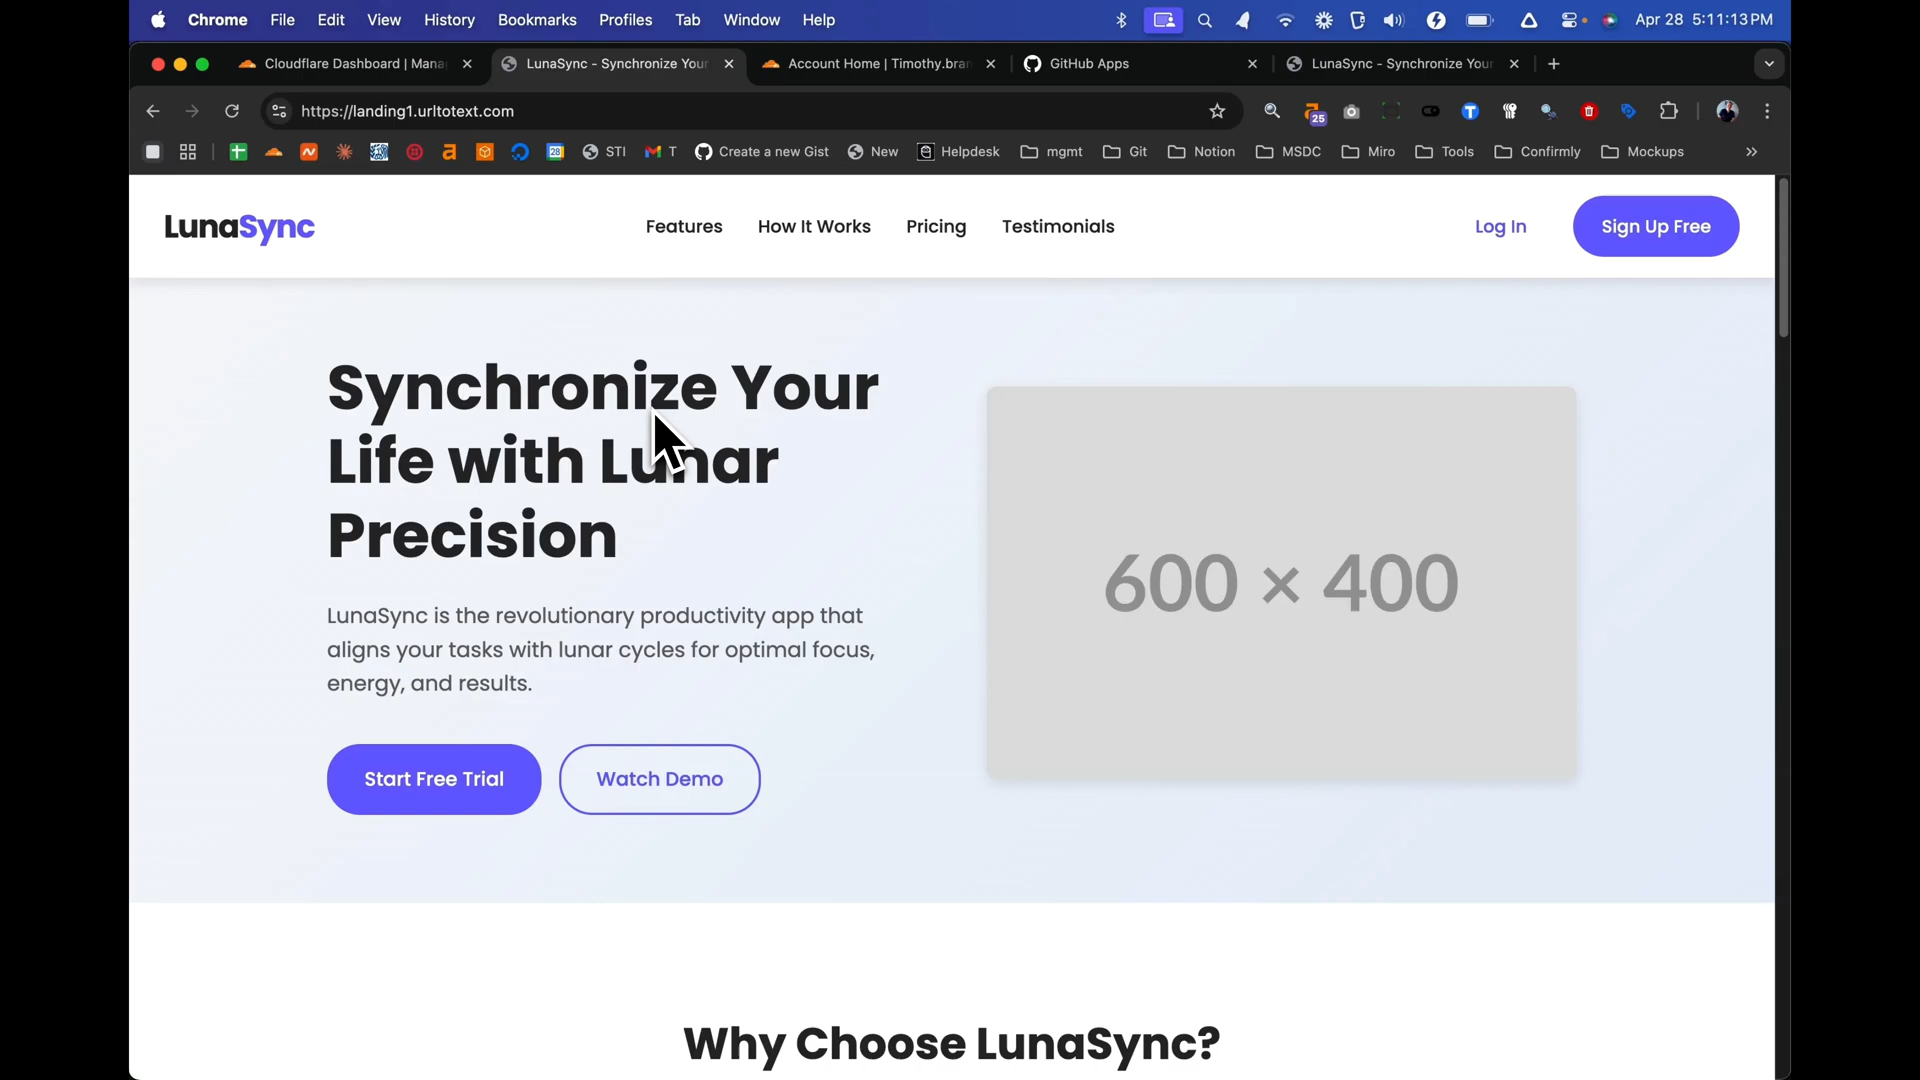 Chrome File Edit View History Bookmarks Profiles Tab Window Help Apr 28 5:11:13 PM
Cloudflare Dashboard | Mana LunaSync - Synchronize Your Account Home | Timothy.bran GitHub Apps LunaSync - Synchronize Your
https://landing1.urltotext.com 25
STI T Create a new Gist New Helpdesk mgmt Git Notion MSDC Miro Tools Confirmly Mockups
LunaSync Features How It Works Pricing Testimonials Log In Sign Up Free
Synchronize Your
Life with Lunar
Precision
LunaSync is the revolutionary productivity app that
aligns your tasks with lunar cycles for optimal focus,
energy, and results.
Start Free Trial Watch Demo
600 × 400
Why Choose LunaSync?